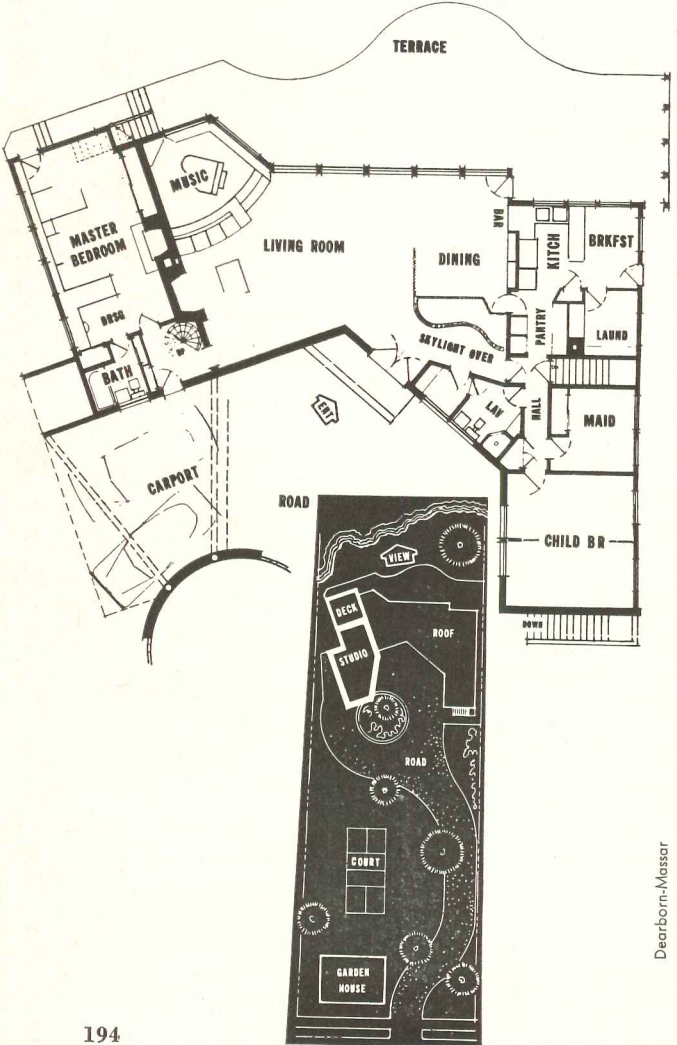 TERRACE
MUSIC
MASTER
BEDROOM
LIVING ROOM
BAR
DINING
KITCH
BRKFST
DRSG
BATH
SKYLIGHT OVER
PANTRY
LAUND
LAV
HALL
MAID
ENT
CARPORT
ROAD
CHILD BR
DOWN
VIEW
DECK
STUDIO
ROOF
ROAD
COURT
GARDEN
HOUSE
Dearborn-Massar
194